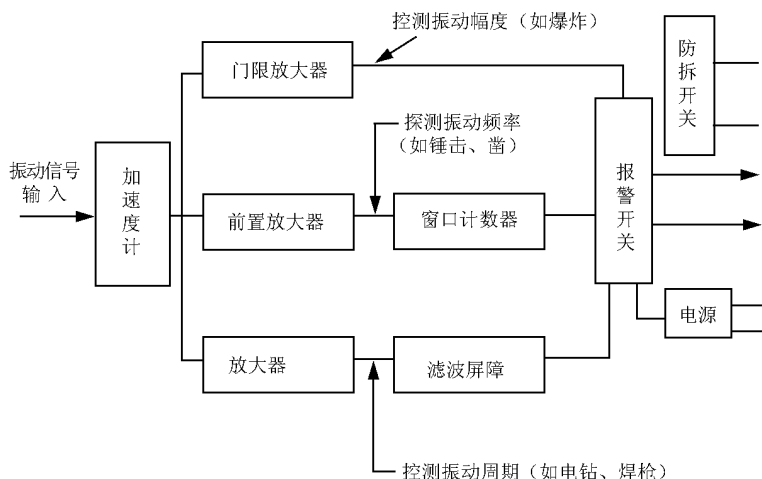 控测振动幅度（如爆炸）
门限放大器
防拆开关
探测振动频率
（如锤击、凿）
振动信号
输 入
加速度计
前置放大器
窗口计数器
报警开关
电源
放大器
滤波屏障
控测振动周期（如电钻、焊枪）